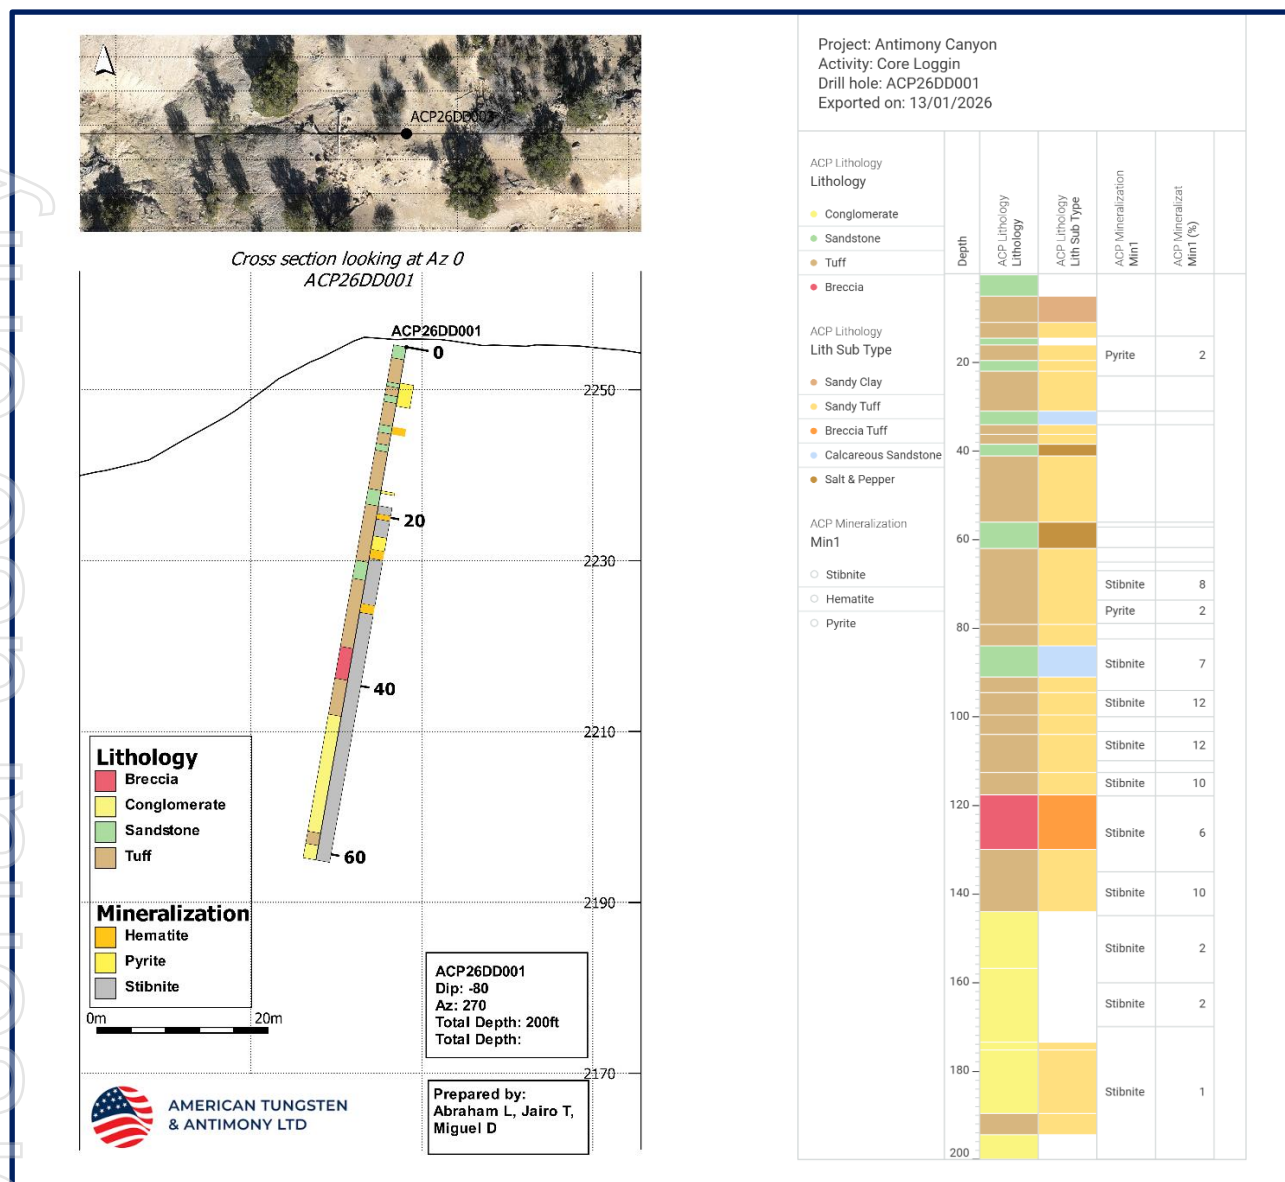 ACP26DD001
Cross section looking at Az 0
ACP26DD001
ACP26DD001
0
2250
20
2230
40
2210
60
2190
2170
Lithology
Breccia
Conglomerate
Sandstone
Tuff
Mineralization
Hematite
Pyrite
Stibnite
0m 20m
ACP26DD001
Dip: -80
Az: 270
Total Depth: 200ft
Total Depth:
Prepared by:
Abraham L, Jairo T,
Miguel D
AMERICAN TUNGSTEN
& ANTIMONY LTD
Project: Antimony Canyon
Activity: Core Loggin
Drill hole: ACP26DD001
Exported on: 13/01/2026
ACP Lithology
Lithology
Conglomerate
Sandstone
Tuff
Breccia
ACP Lithology
Lith Sub Type
Sandy Clay
Sandy Tuff
Breccia Tuff
Calcareous Sandstone
Salt & Pepper
ACP Mineralization
Min1
Stibnite
Hematite
Pyrite
Depth
ACP Lithology
Lithology
ACP Lithology
Lith Sub Type
ACP Mineralization
Min1
ACP Mineralizat
Min1 (%)
Pyrite 2
20
40
60
Stibnite 8
Pyrite 2
80
Stibnite 7
Stibnite 12
100
Stibnite 12
Stibnite 10
120
Stibnite 6
140
Stibnite 10
Stibnite 2
160
Stibnite 2
180
Stibnite 1
200